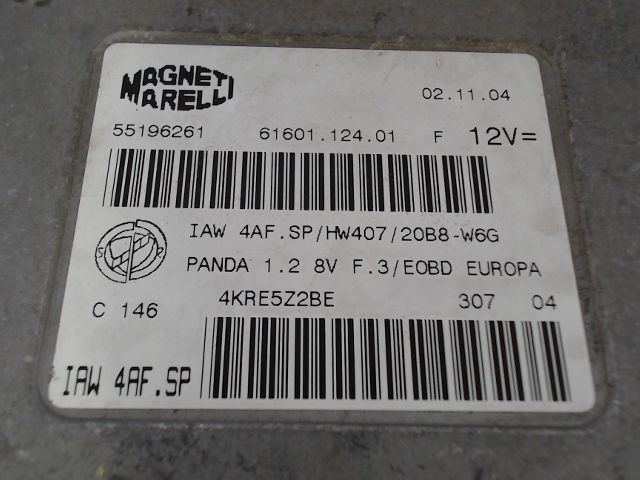 MAGNETI
MARELLI
02.11.04
55196261 61601.124.01 F 12V=
IAW 4AF.SP/HW407/20B8-W6G
PANDA 1.2 8V F.3/EOBD EUROPA
C 146 4KRE5Z2BE 307 04
IAW 4AF.SP